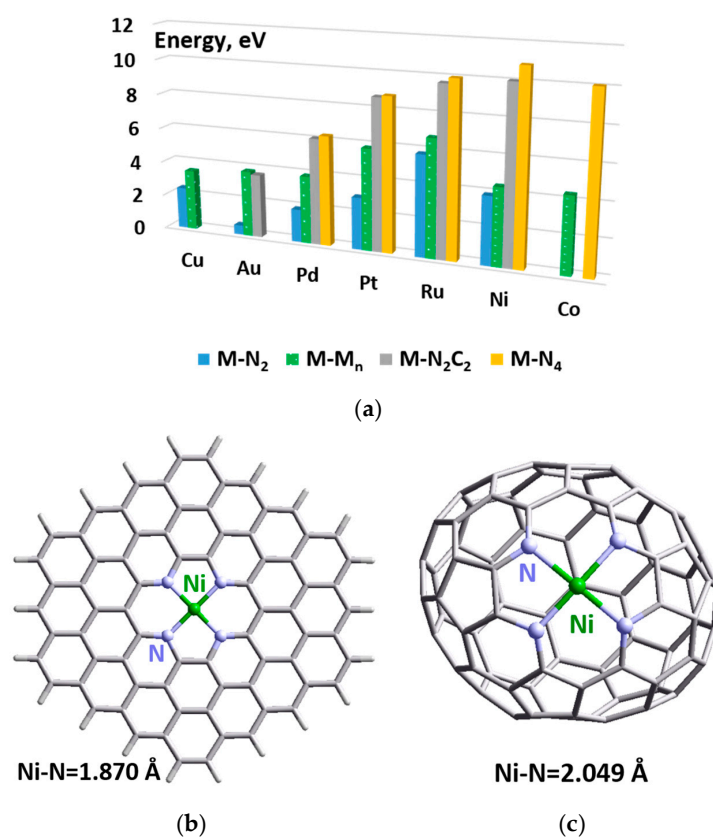 Energy, eV
12
10
8
6
4
2
0
Cu
Au
Pd
Pt
Ru
Ni
Co
M-N₂ M-Mₙ M-N₂C₂ M-N₄
(a)
Ni
N
Ni-N=1.870 Å
(b)
N
Ni
Ni-N=2.049 Å
(c)